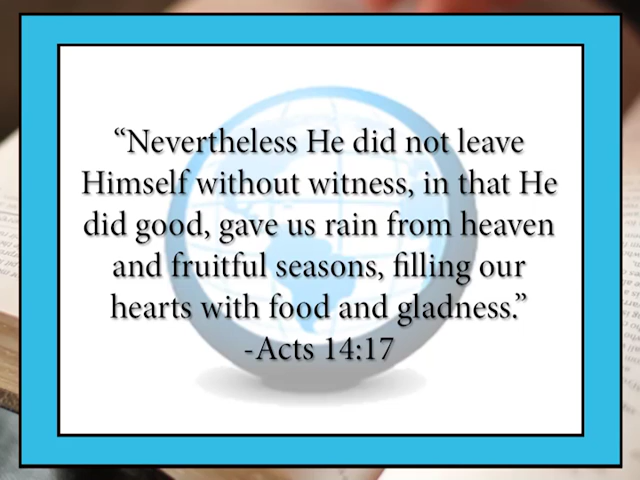 “Nevertheless He did not leave
Himself without witness, in that He
did good, gave us rain from heaven
and fruitful seasons, filling our
hearts with food and gladness.”
-Acts 14:17